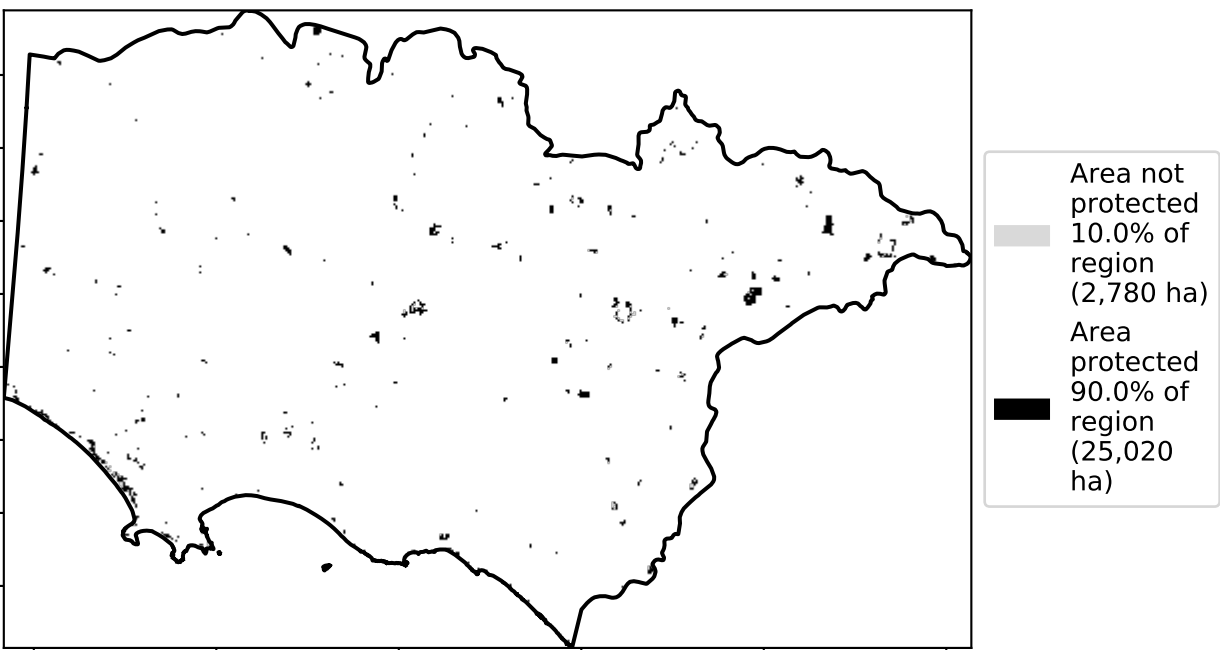 Area not
protected
10.0% of
region
(2,780 ha)
Area
protected
90.0% of
region
(25,020
ha)